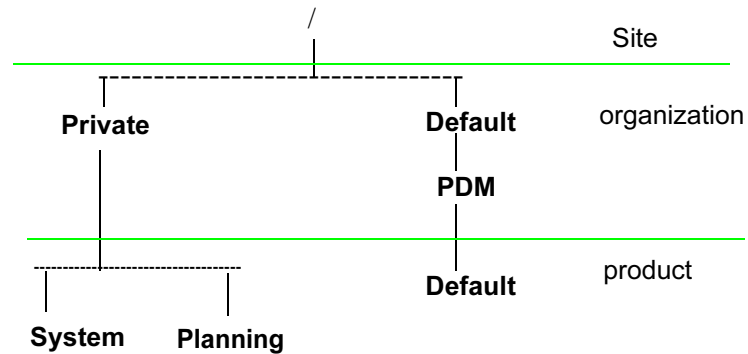 /
Site
Private
Default
organization
PDM
Default
product
System
Planning